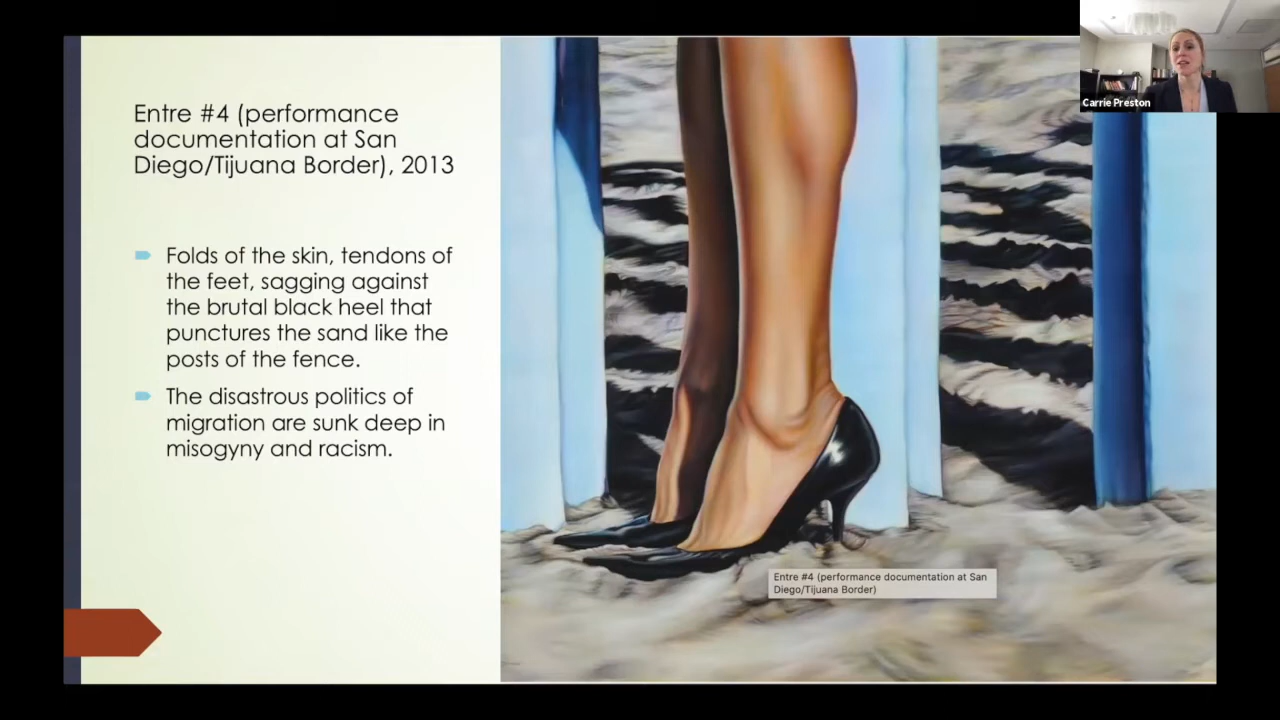 Carrie Preston
Entre #4 (performance
documentation at San
Diego/Tijuana Border), 2013
Folds of the skin, tendons of
the feet, sagging against
the brutal black heel that
punctures the sand like the
posts of the fence.
The disastrous politics of
migration are sunk deep in
misogyny and racism.
Entre #4 (performance documentation at San
Diego/Tijuana Border)